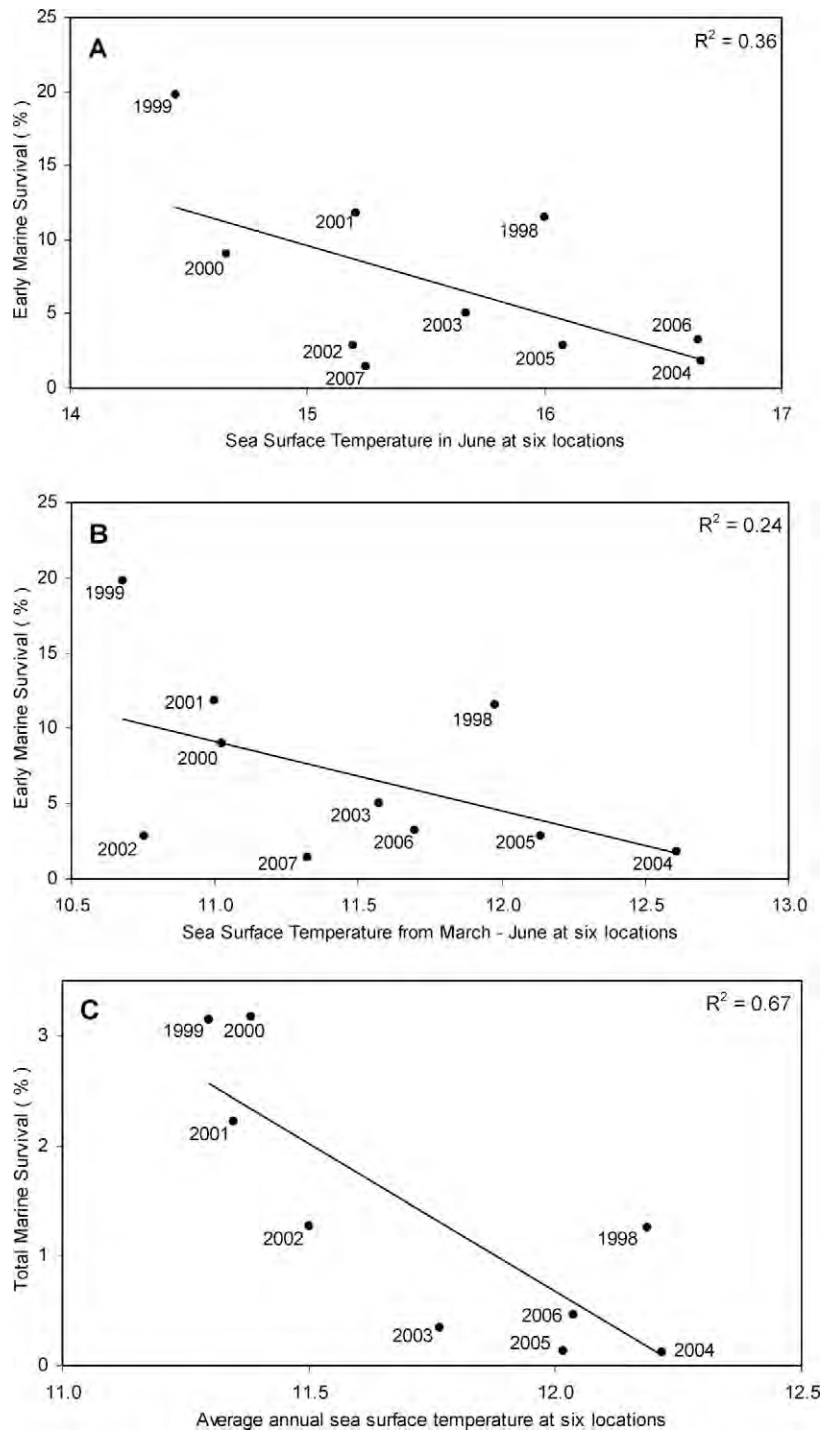 A
R² = 0.36
25
20
15
10
5
0
Early Marine Survival ( % )
1999
2001
1998
2000
2003
2006
2002
2005
2004
2007
14 15 16 17
Sea Surface Temperature in June at six locations
B
R² = 0.24
25
20
15
10
5
0
Early Marine Survival ( % )
1999
2001
1998
2000
2003
2006
2005
2002
2007
2004
10.5 11.0 11.5 12.0 12.5 13.0
Sea Surface Temperature from March - June at six locations
C
R² = 0.67
3
2
1
0
Total Marine Survival ( % )
1999 2000
2001
2002
1998
2006
2003
2005
2004
11.0 11.5 12.0 12.5
Average annual sea surface temperature at six locations